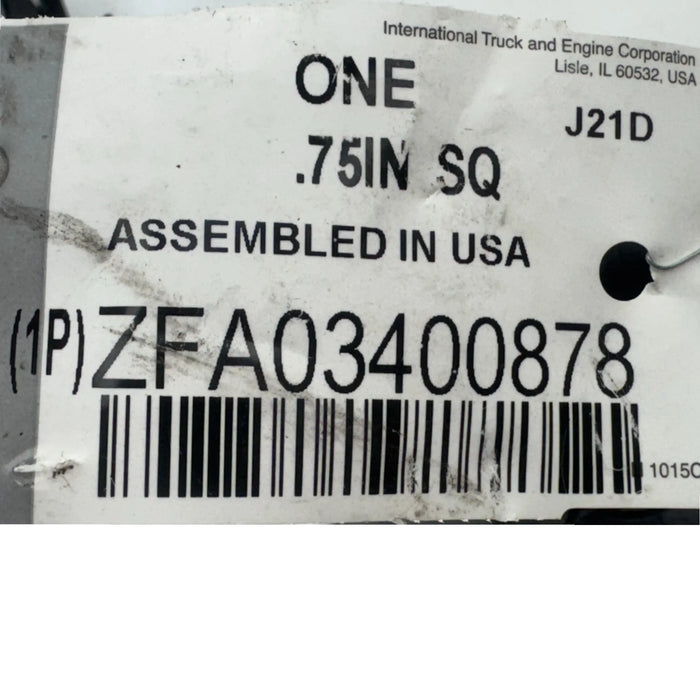 International Truck and Engine Corporation
Lisle, IL 60532, USA
ONE
J21D
.75IN SQ
ASSEMBLED IN USA
(1P)ZFA03400878
1015C